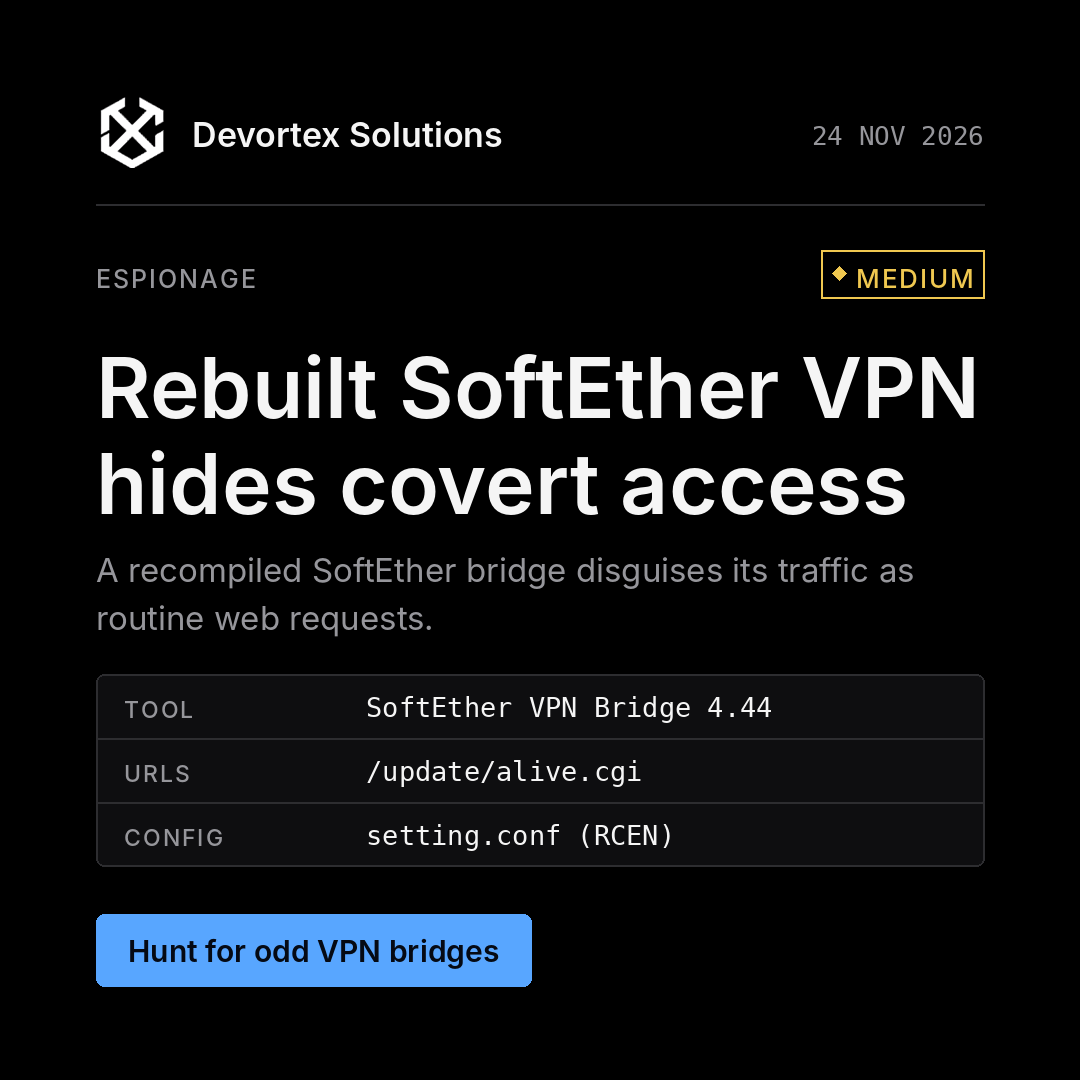 Devortex Solutions
24 NOV 2026
ESPIONAGE
MEDIUM
Rebuilt SoftEther VPN
hides covert access
A recompiled SoftEther bridge disguises its traffic as
routine web requests.
TOOL SoftEther VPN Bridge 4.44
URLS /update/alive.cgi
CONFIG setting.conf (RCEN)
Hunt for odd VPN bridges